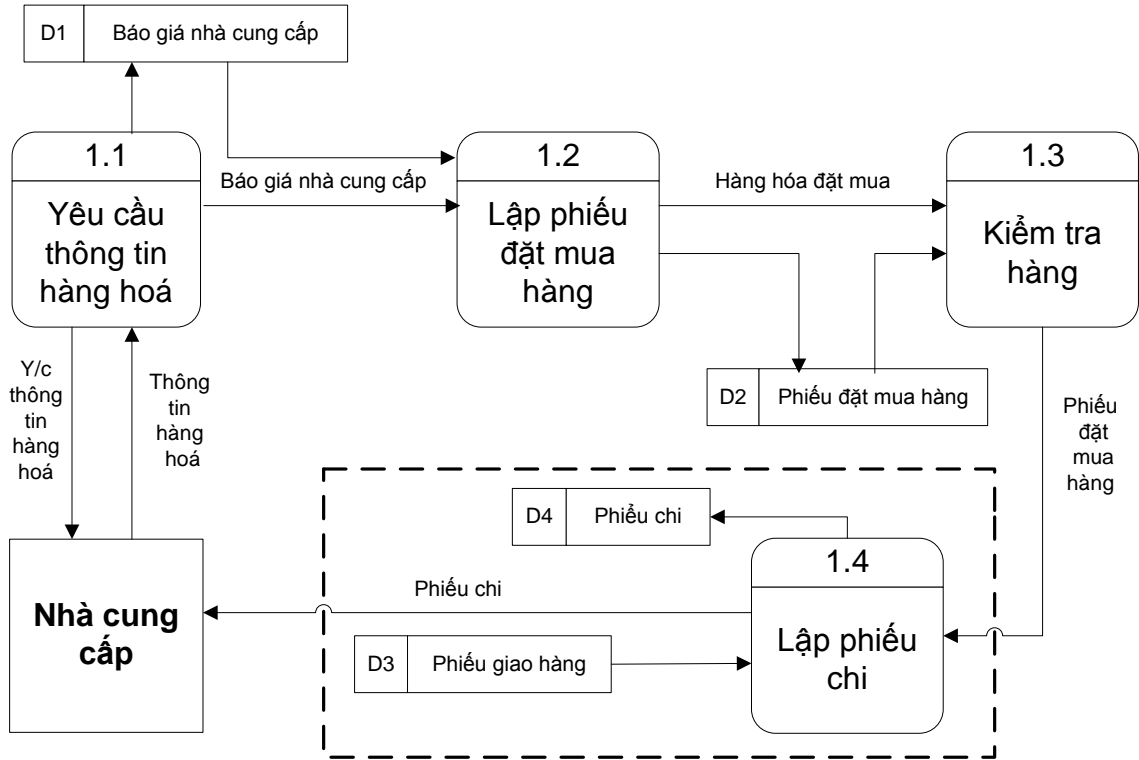 D1
Báo giá nhà cung cấp
1.1
Yêu cầu
thông tin
hàng hoá
Báo giá nhà cung cấp
1.2
Lập phiếu
đặt mua
hàng
Hàng hóa đặt mua
1.3
Kiểm tra
hàng
Y/c
thông
tin
hàng
hoá
Thông
tin
hàng
hoá
D2
Phiếu đặt mua hàng
Phiếu
đặt
mua
hàng
D4
Phiểu chi
1.4
Lập phiếu
chi
Phiếu chi
Nhà cung
cấp
D3
Phiếu giao hàng